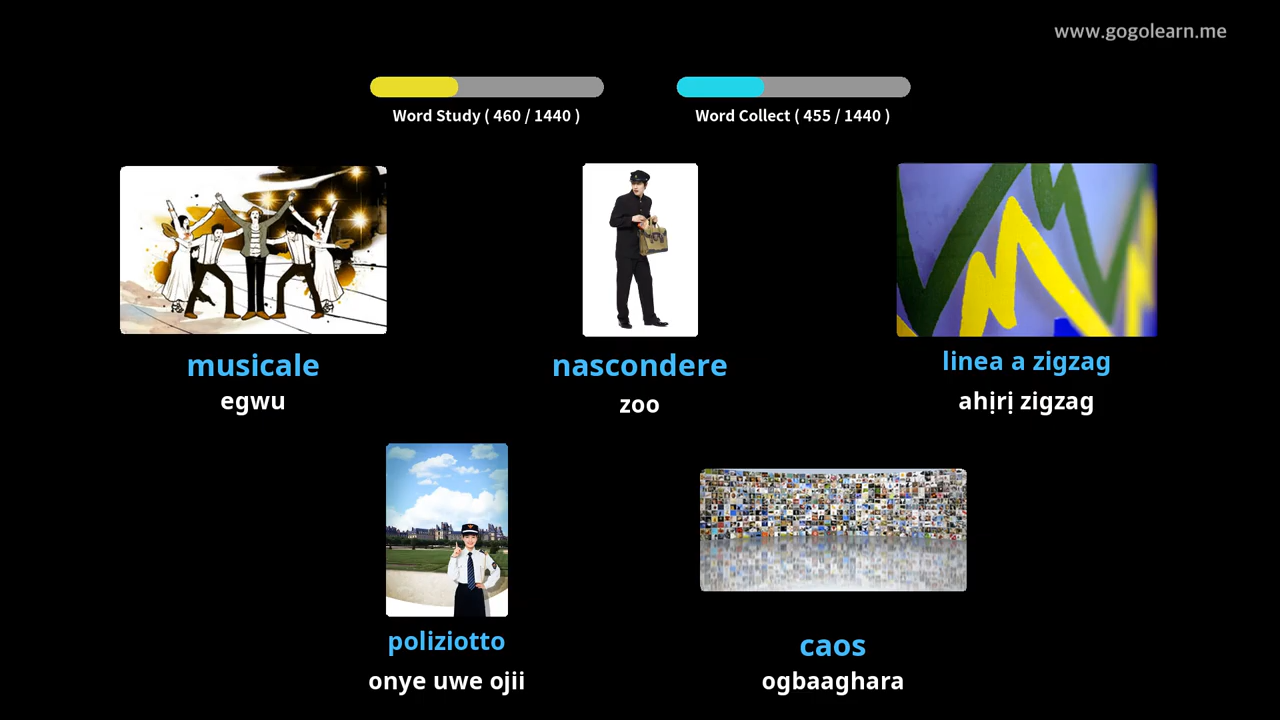 www.gogolearn.me
Word Study ( 460 / 1440 )
Word Collect ( 455 / 1440 )
musicale
egwu
nascondere
zoo
linea a zigzag
ahịrị zigzag
poliziotto
onye uwe ojii
caos
ogbaaghara